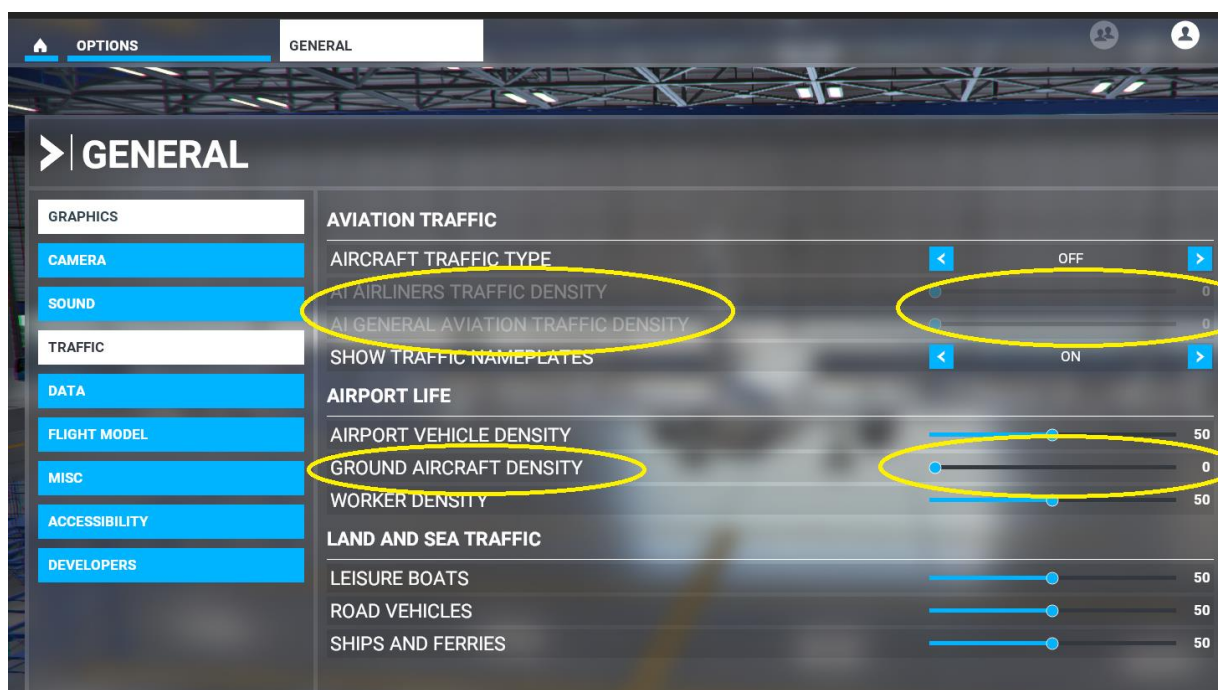 OPTIONS GENERAL
GENERAL
GRAPHICS
CAMERA
SOUND
TRAFFIC
DATA
FLIGHT MODEL
MISC
ACCESSIBILITY
DEVELOPERS
AVIATION TRAFFIC
AIRCRAFT TRAFFIC TYPE OFF
AI AIRLINERS TRAFFIC DENSITY 0
AI GENERAL AVIATION TRAFFIC DENSITY 0
SHOW TRAFFIC NAMEPLATES ON
AIRPORT LIFE
AIRPORT VEHICLE DENSITY 50
GROUND AIRCRAFT DENSITY 0
WORKER DENSITY 50
LAND AND SEA TRAFFIC
LEISURE BOATS 50
ROAD VEHICLES 50
SHIPS AND FERRIES 50